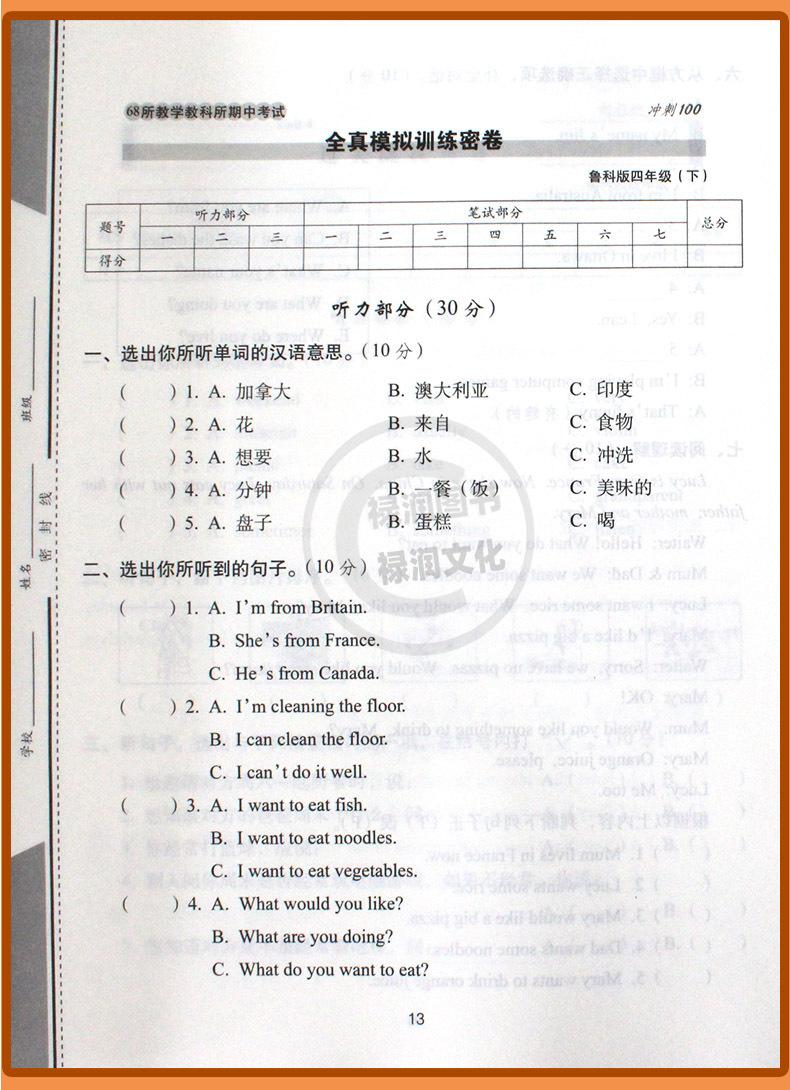 68所教学教科所期中考试
冲刺100
全真模拟训练密卷
鲁科版四年级（下）
题号 听力部分 笔试部分 总分
一 二 三 一 二 三 四 五 六 七
得分
听力部分（30分）
一、选出你所听单词的汉语意思。（10分）
（ ）1. A. 加拿大 B. 澳大利亚 C. 印度
（ ）2. A. 花 B. 来自 C. 食物
（ ）3. A. 想要 B. 水 C. 冲洗
（ ）4. A. 分钟 B. 一餐（饭） C. 美味的
（ ）5. A. 盘子 B. 蛋糕 C. 喝
二、选出你所听到的句子。（10分）
（ ）1. A. I'm from Britain.
B. She's from France.
C. He's from Canada.
（ ）2. A. I'm cleaning the floor.
B. I can clean the floor.
C. I can't do it well.
（ ）3. A. I want to eat fish.
B. I want to eat noodles.
C. I want to eat vegetables.
（ ）4. A. What would you like?
B. What are you doing?
C. What do you want to eat?
13
学校 姓名 班级
密封线
禄润图书
禄润文化